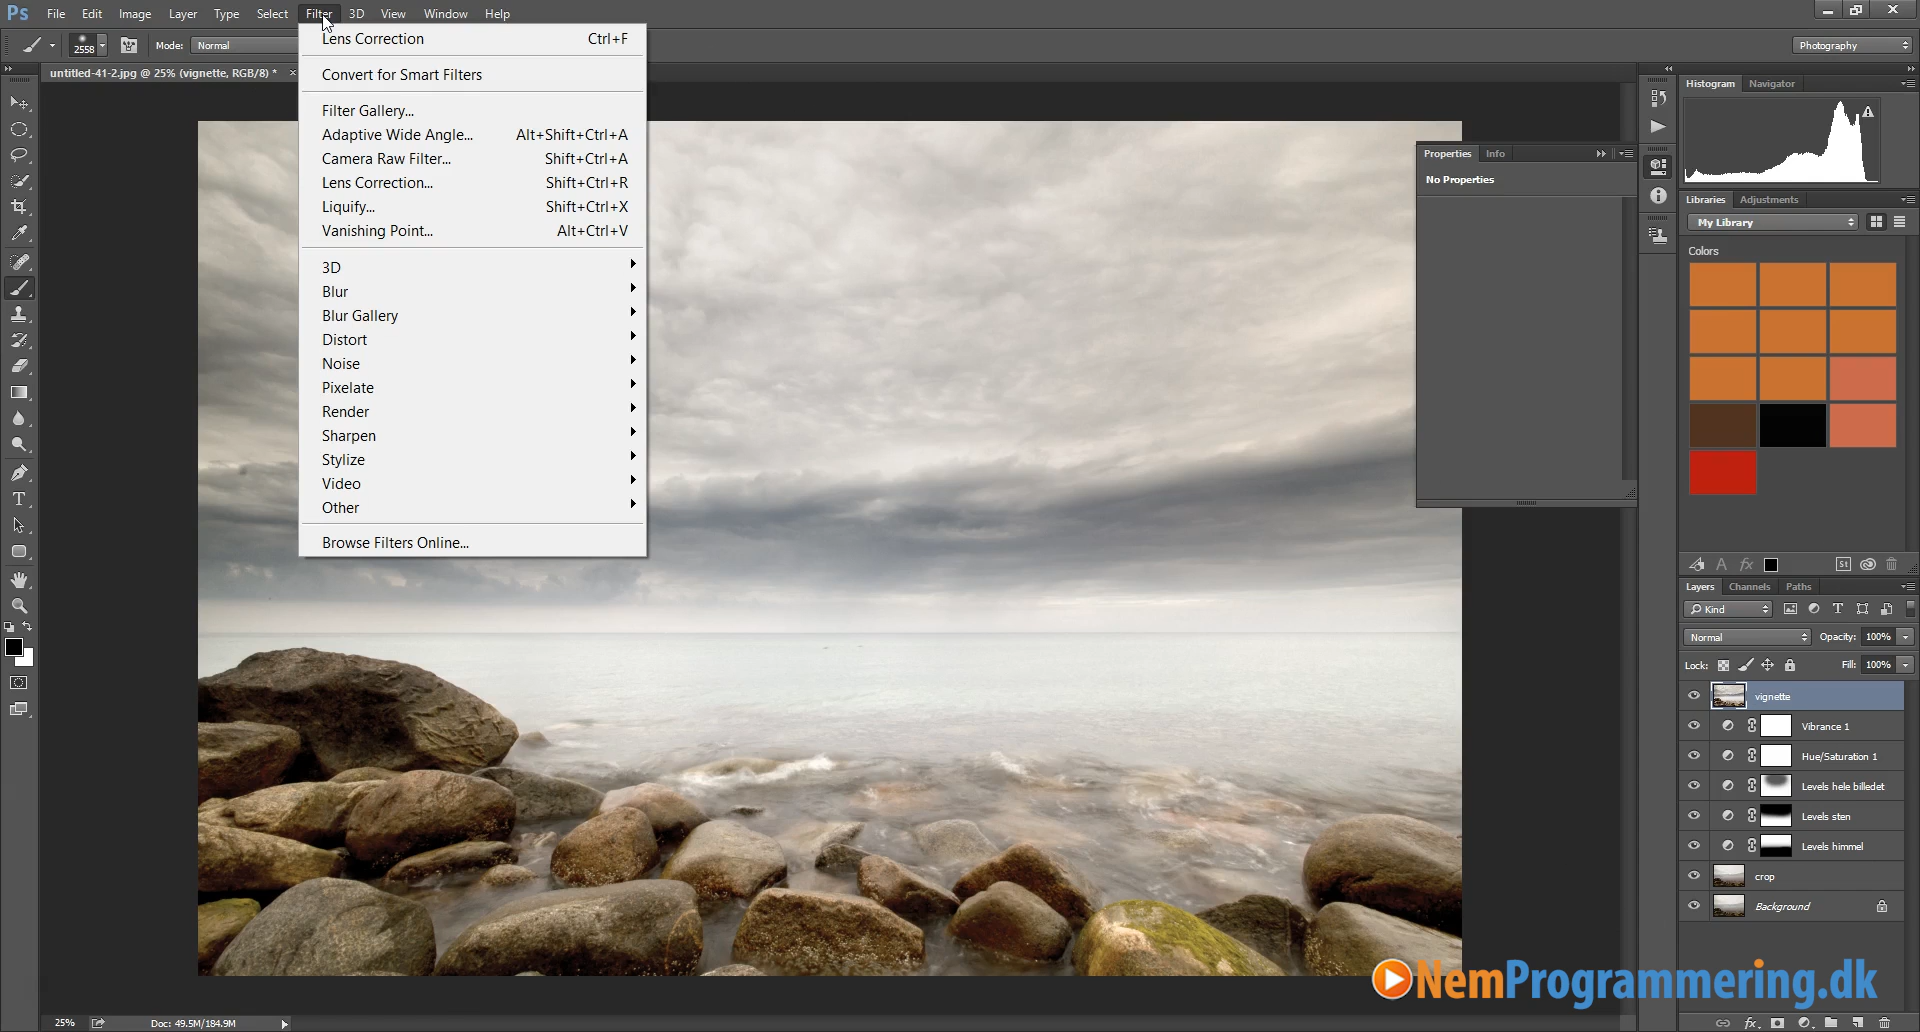 Ps File Edit Image Layer Type Select Filter 3D View Window Help
2558 Mode: Normal Photography
untitled-41-2.jpg @ 25% (vignette, RGB/8) *
Lens Correction Ctrl+F
Convert for Smart Filters
Filter Gallery...
Adaptive Wide Angle... Alt+Shift+Ctrl+A
Camera Raw Filter... Shift+Ctrl+A
Lens Correction... Shift+Ctrl+R
Liquify... Shift+Ctrl+X
Vanishing Point... Alt+Ctrl+V
3D
Blur
Blur Gallery
Distort
Noise
Pixelate
Render
Sharpen
Stylize
Video
Other
Browse Filters Online...
Properties Info
No Properties
Histogram Navigator
Libraries Adjustments
My Library
Colors
St
Layers Channels Paths
Kind
Normal Opacity: 100%
Lock: Fill: 100%
vignette
Vibrance 1
Hue/Saturation 1
Levels hele billedet
Levels sten
Levels himmel
crop
Background
NemProgrammering.dk
25% Doc: 49.5M/184.9M